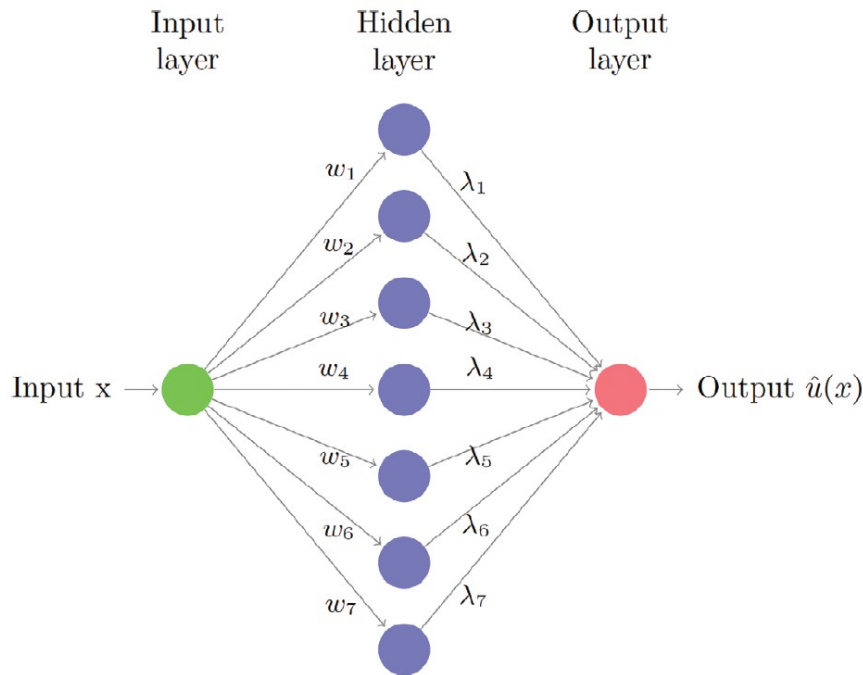 Input layer
Hidden layer
Output layer
w₁
λ₁
w₂
λ₂
w₃
λ₃
Input x
w₄
λ₄
Output û(x)
w₅
λ₅
w₆
λ₆
w₇
λ₇